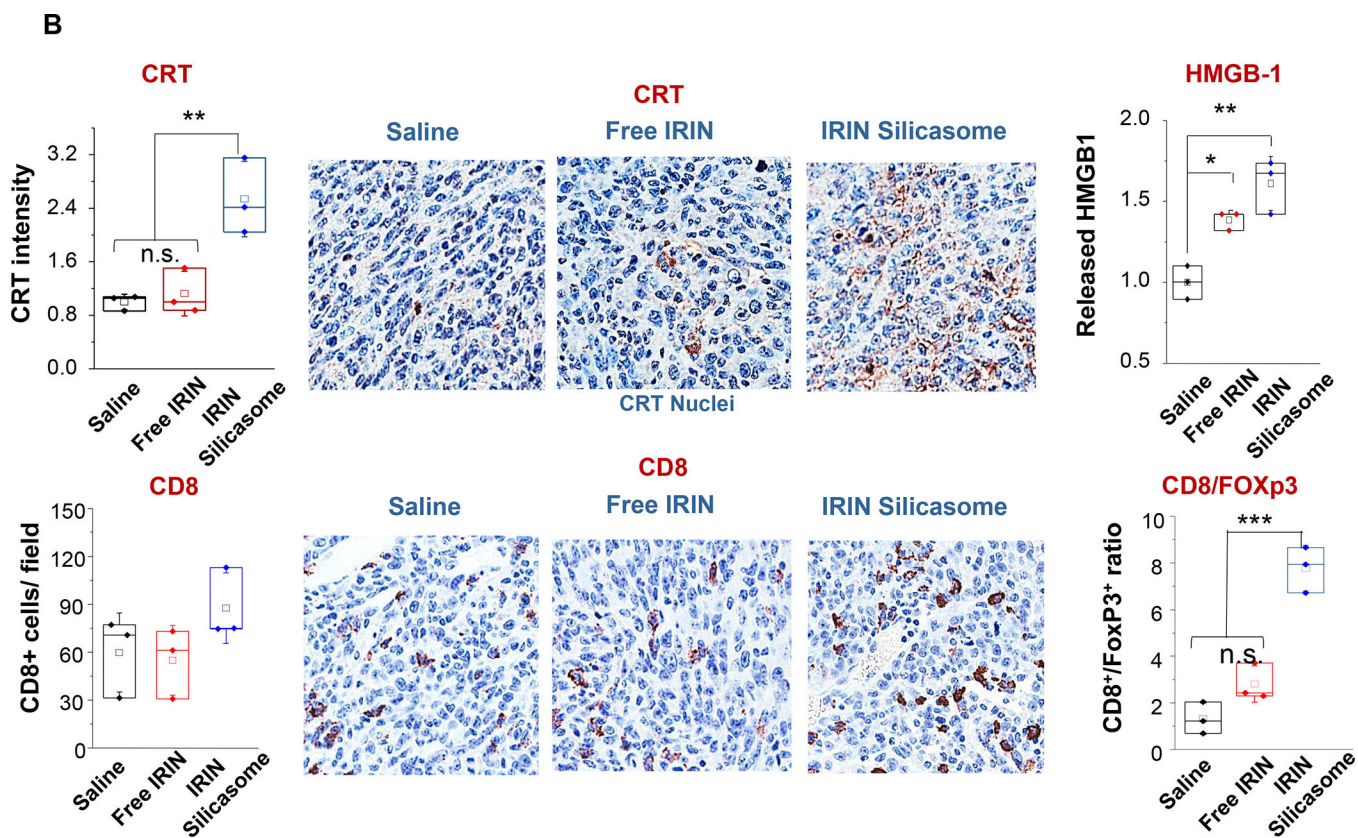 B
CRT
**
CRT intensity
3.2
2.4
1.6
0.8
0.0
n.s.
Saline
Free IRIN
IRIN
Silicasome
CRT
Saline
Free IRIN
IRIN Silicasome
CRT Nuclei
HMGB-1
**
*
Released HMGB1
2.0
1.5
1.0
0.5
Saline
Free IRIN
IRIN
Silicasome
CD8
CD8+ cells/ field
150
120
90
60
30
0
Saline
Free IRIN
IRIN
Silicasome
CD8
Saline
Free IRIN
IRIN Silicasome
CD8/FOXp3
***
CD8⁺/FoxP3⁺ ratio
10
8
6
4
2
0
n.s.
Saline
Free IRIN
IRIN
Silicasome